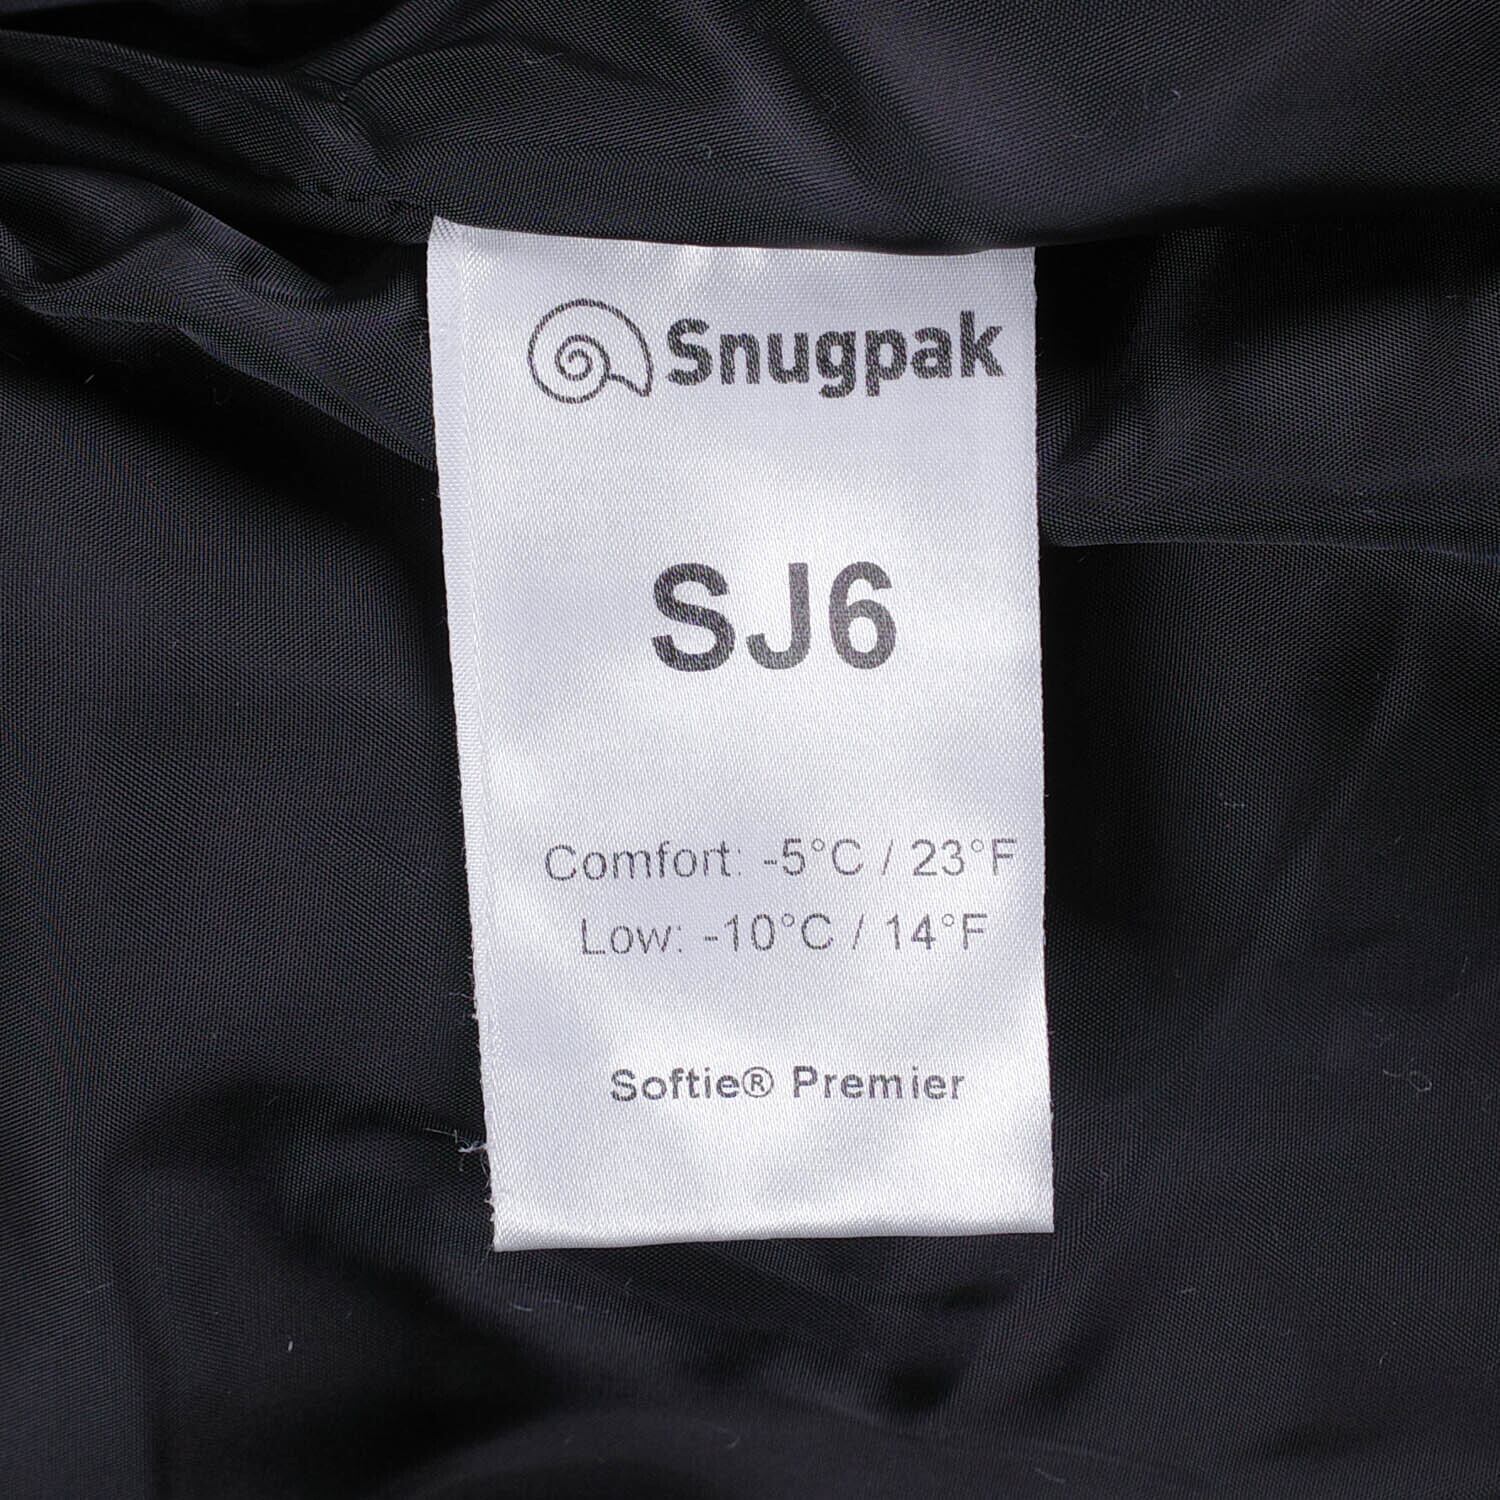 Snugpak
SJ6
Comfort: -5°C / 23°F
Low: -10°C / 14°F
Softie® Premier